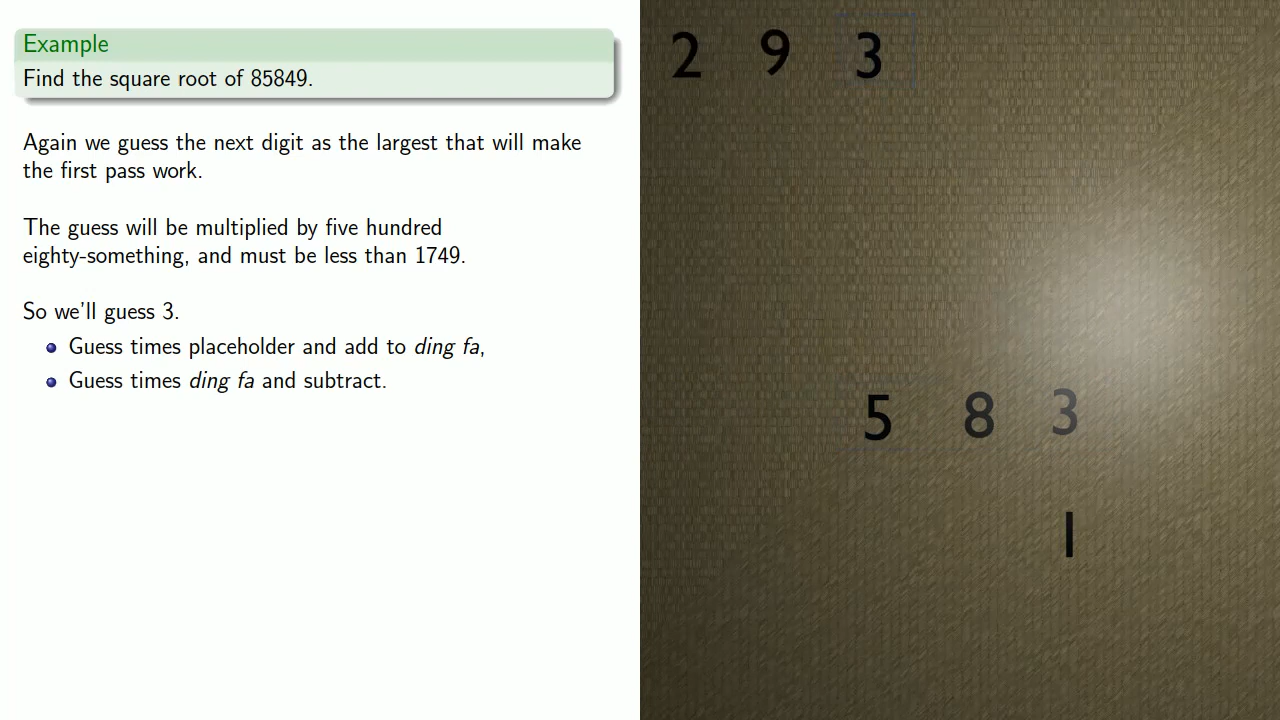 Example
Find the square root of 85849.
Again we guess the next digit as the largest that will make
the first pass work.
The guess will be multiplied by five hundred
eighty-something, and must be less than 1749.
So we'll guess 3.
Guess times placeholder and add to ding fa,
Guess times ding fa and subtract.
2 9 3
5 8 3
1